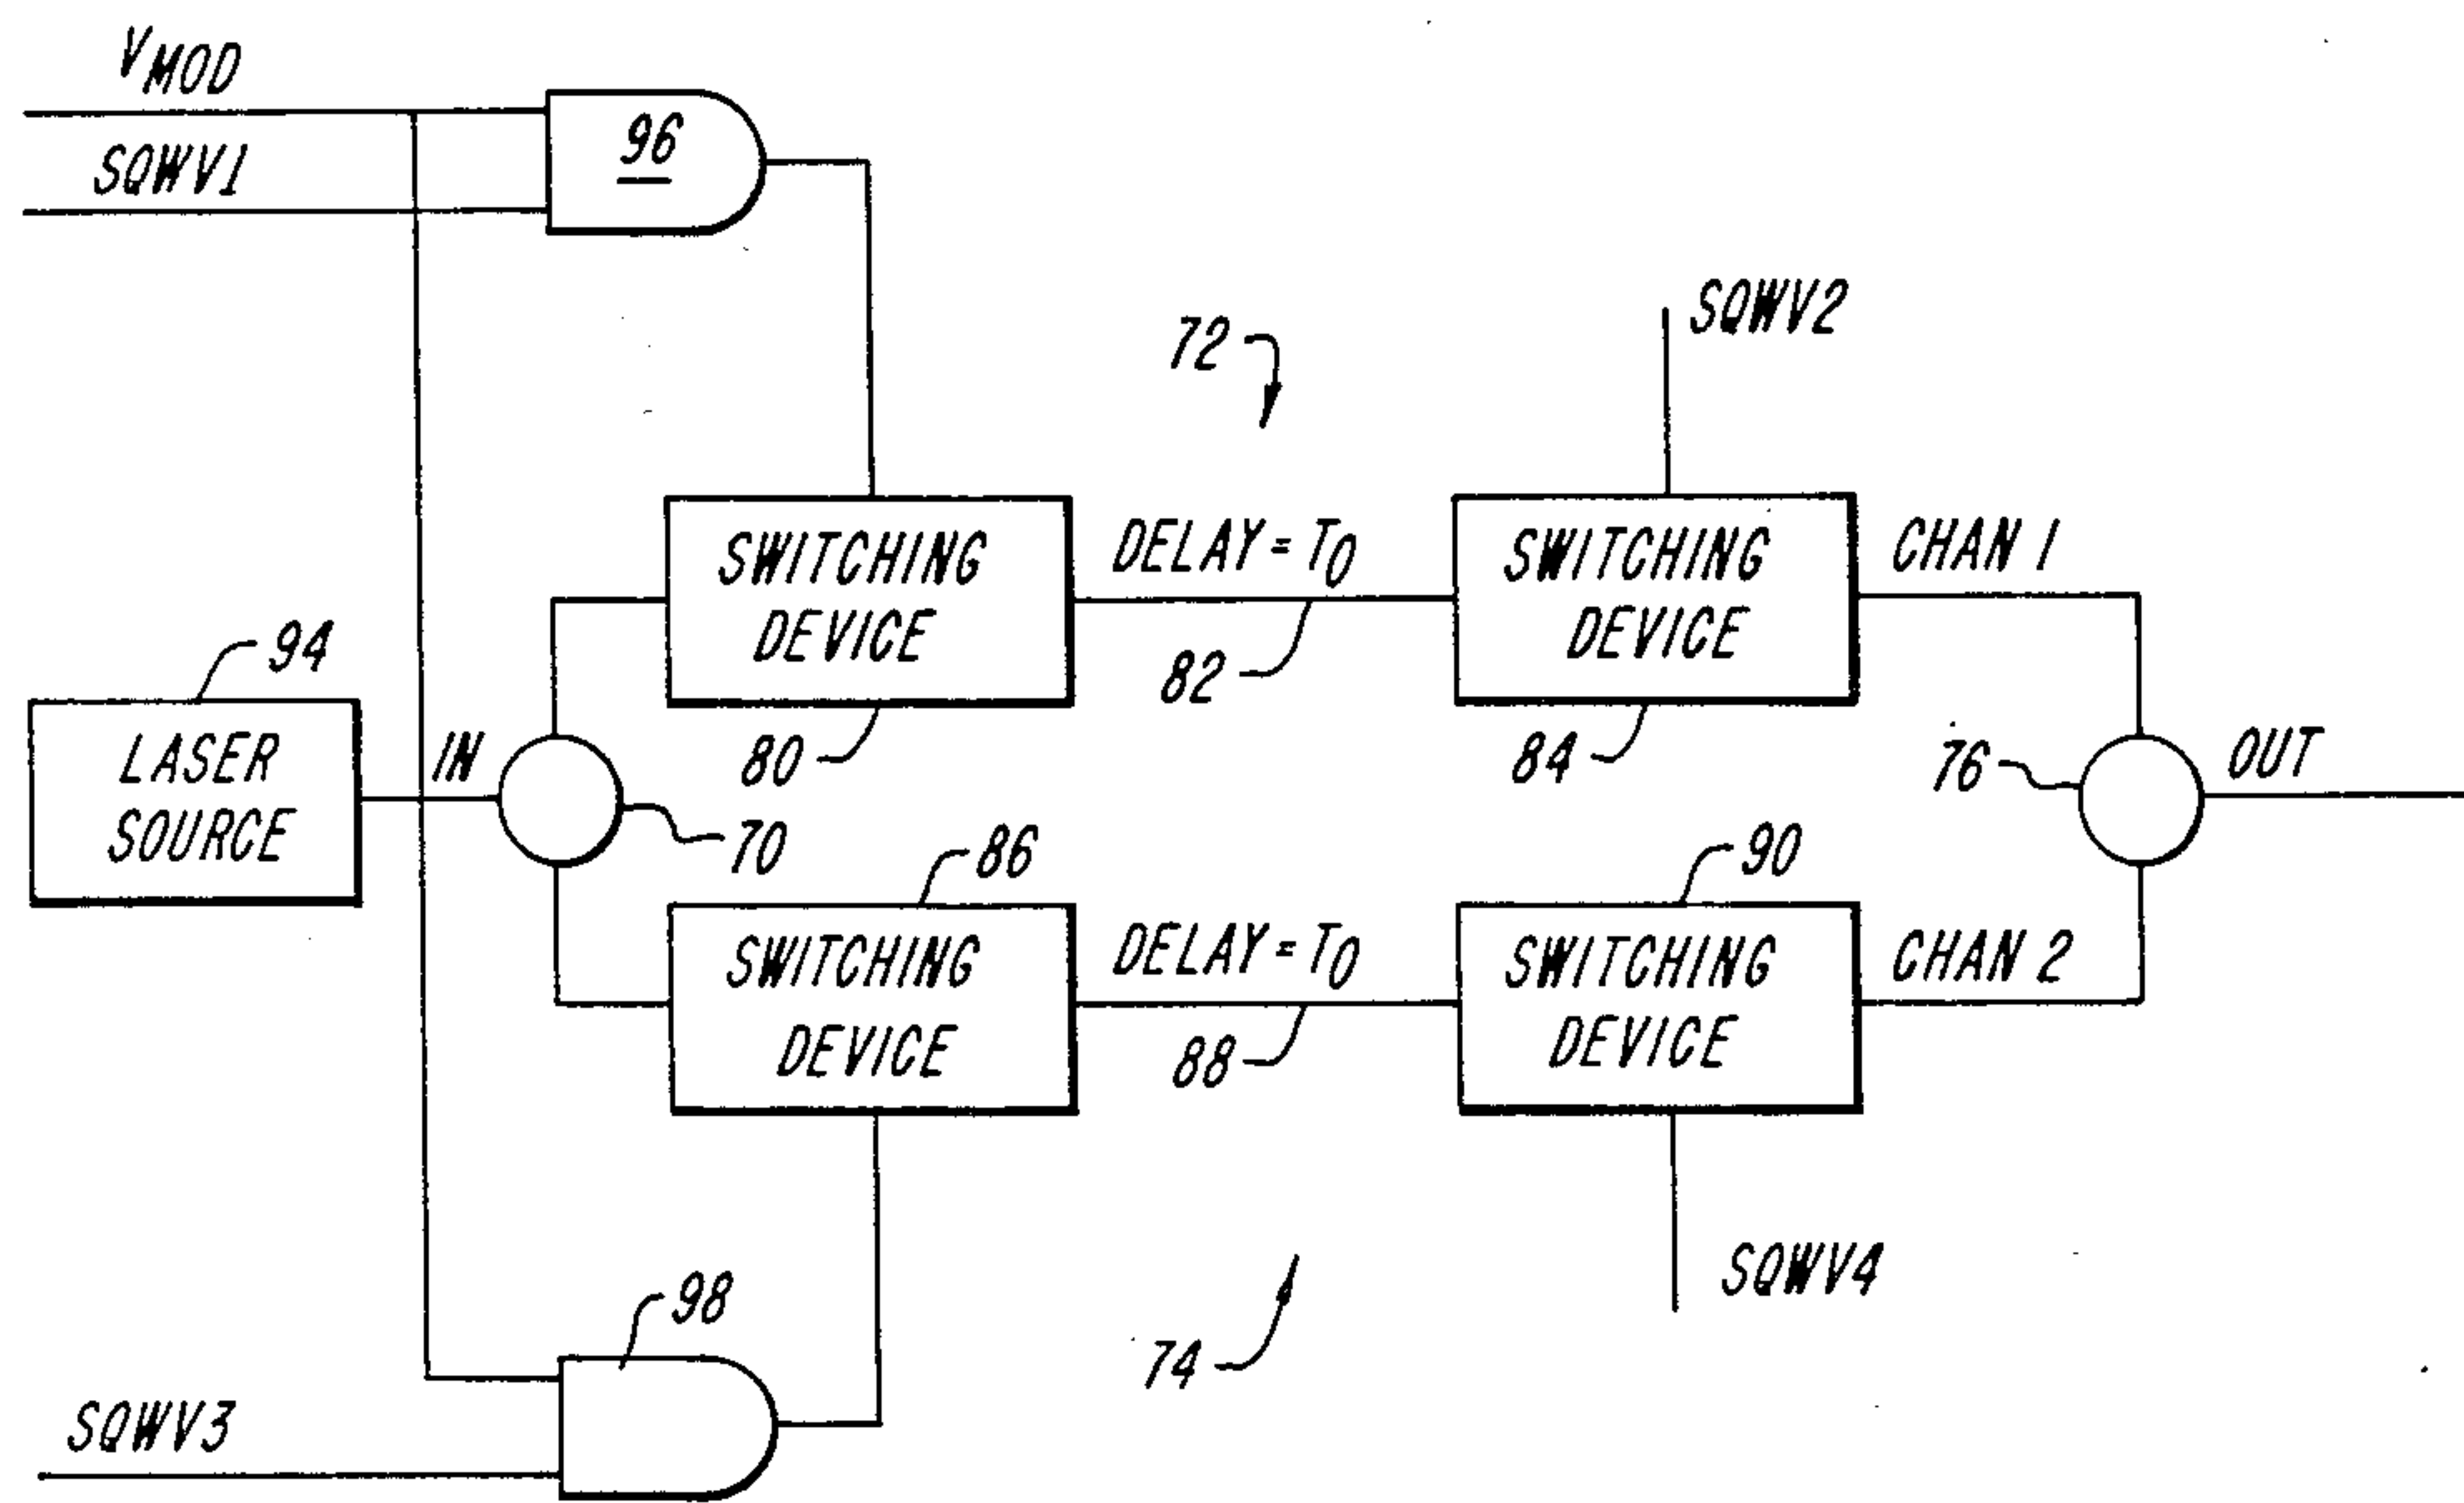 VMOD
SQWV1
96
SQWV2
72
SWITCHING
DEVICE
DELAY = T0
SWITCHING
DEVICE
CHAN 1
82
80
84
94
LASER
SOURCE
IN
70
76
OUT
86
90
SWITCHING
DEVICE
DELAY = T0
SWITCHING
DEVICE
CHAN 2
88
98
SQWV4
74
SQWV3